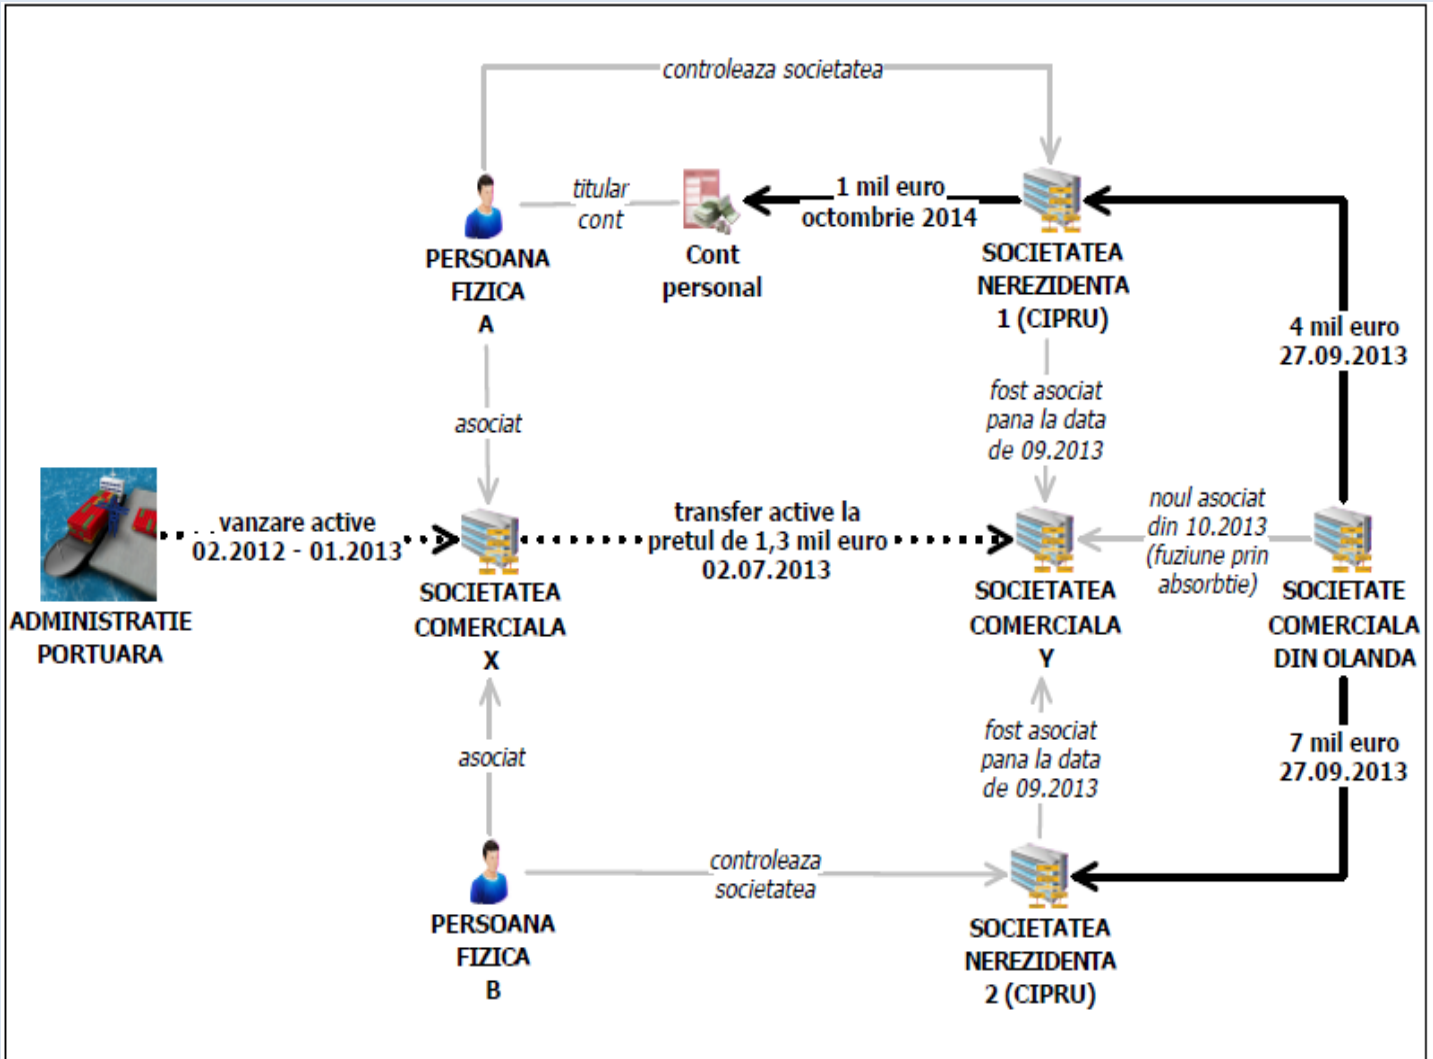 controleaza societatea
titular
cont
1 mil euro
octombrie 2014
PERSOANA
FIZICA
A
Cont
personal
SOCIETATEA
NEREZIDENTA
1 (CIPRU)
4 mil euro
27.09.2013
asociat
fost asociat
pana la data
de 09.2013
vanzare active
02.2012 - 01.2013
transfer active la
pretul de 1,3 mil euro
02.07.2013
noul asociat
din 10.2013
(fuziune prin
absorbtie)
ADMINISTRATIE
PORTUARA
SOCIETATEA
COMERCIALA
X
SOCIETATEA
COMERCIALA
Y
SOCIETATE
COMERCIALA
DIN OLANDA
asociat
fost asociat
pana la data
de 09.2013
7 mil euro
27.09.2013
controleaza
societatea
PERSOANA
FIZICA
B
SOCIETATEA
NEREZIDENTA
2 (CIPRU)